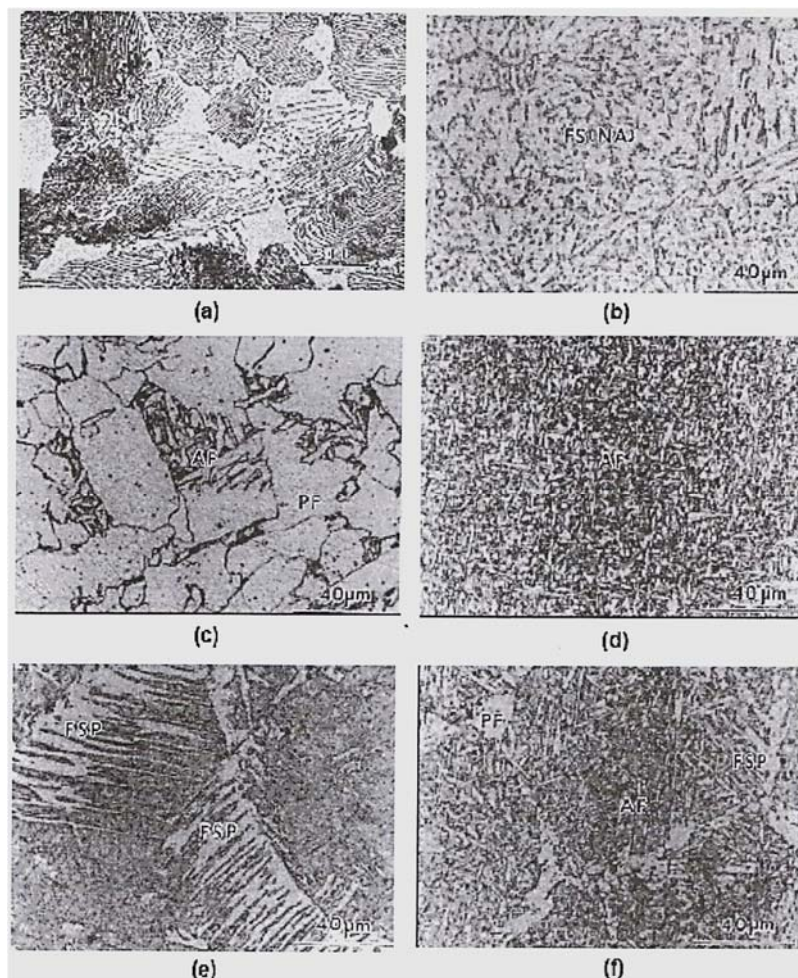 (a)
FS(NA)
40μm
(b)
AF
PF
40μm
(c)
AF
40μm
(d)
FSP
FSP
40μm
(e)
PF
FSP
AF
40μm
(f)